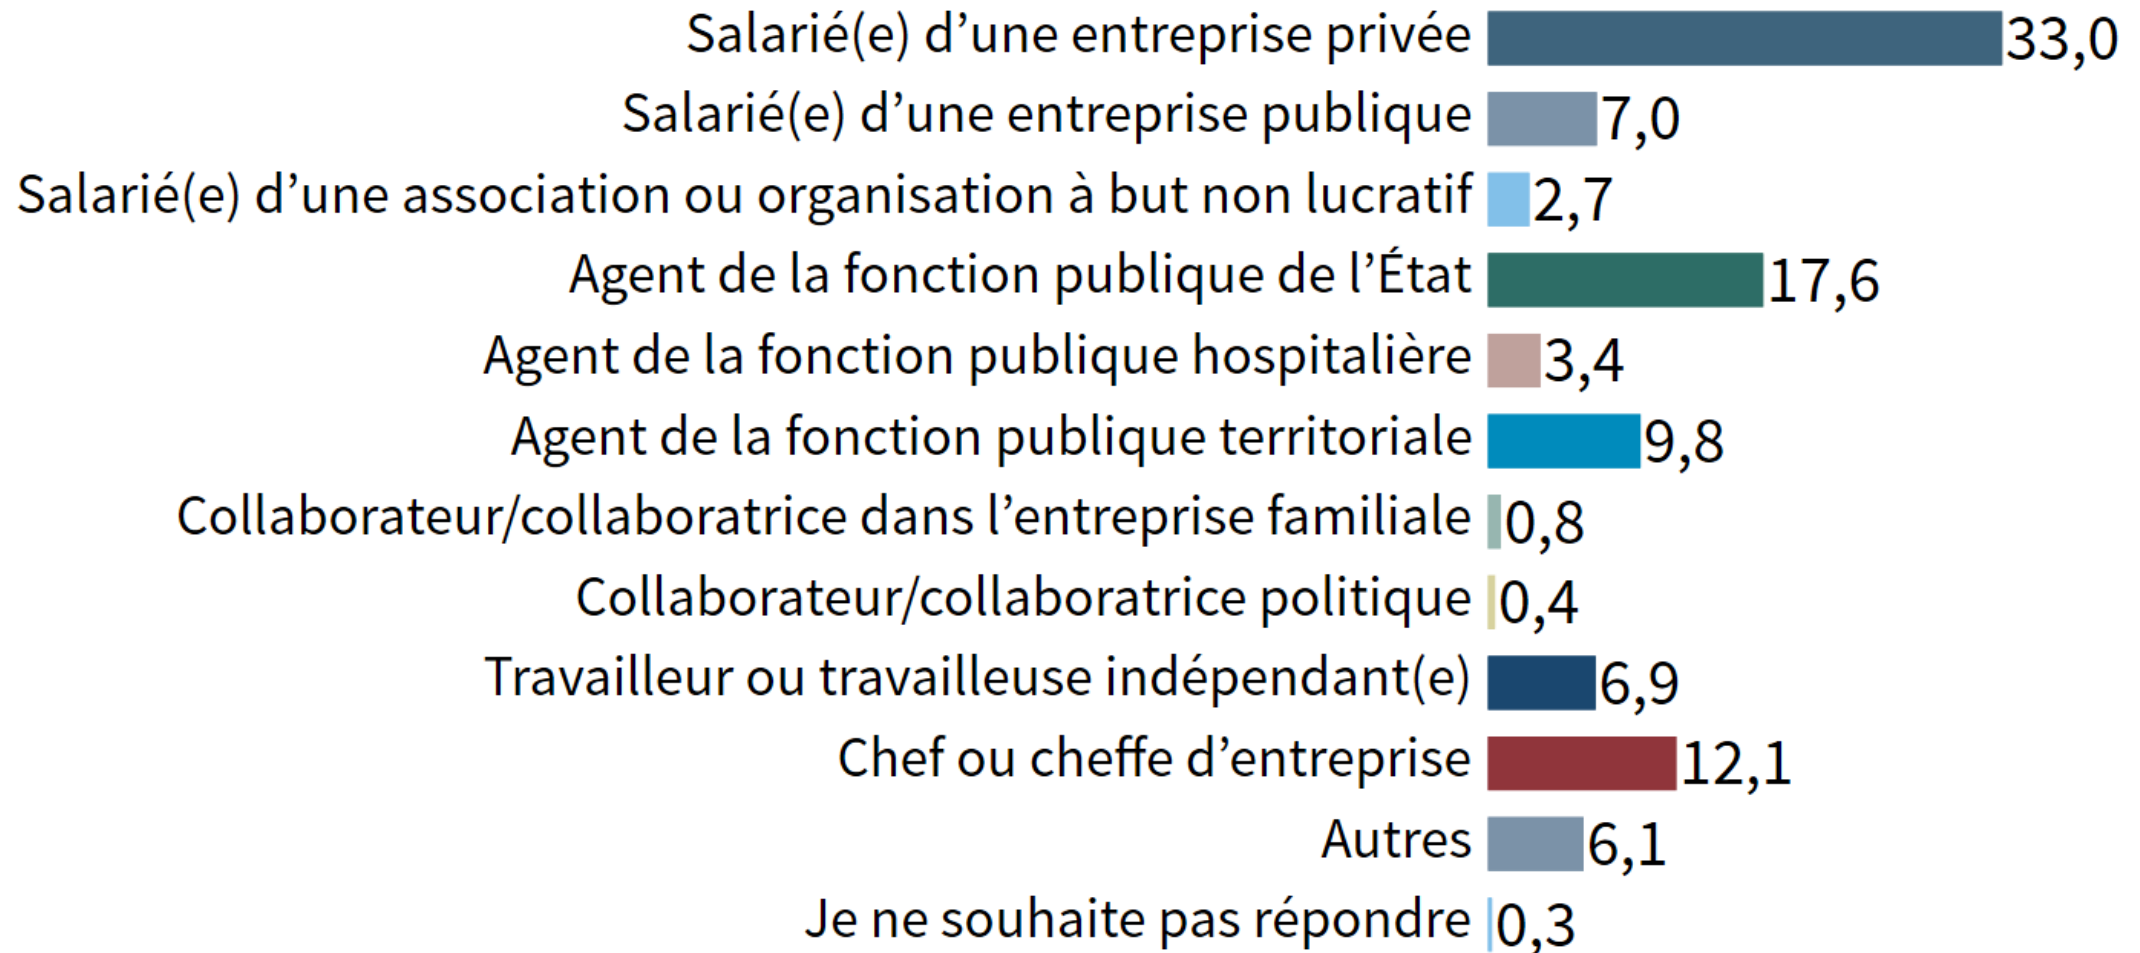 Salarié(e) d’une entreprise privée 33,0
Salarié(e) d’une entreprise publique 7,0
Salarié(e) d’une association ou organisation à but non lucratif 2,7
Agent de la fonction publique de l’État 17,6
Agent de la fonction publique hospitalière 3,4
Agent de la fonction publique territoriale 9,8
Collaborateur/collaboratrice dans l’entreprise familiale 0,8
Collaborateur/collaboratrice politique 0,4
Travailleur ou travailleuse indépendant(e) 6,9
Chef ou cheffe d’entreprise 12,1
Autres 6,1
Je ne souhaite pas répondre 0,3